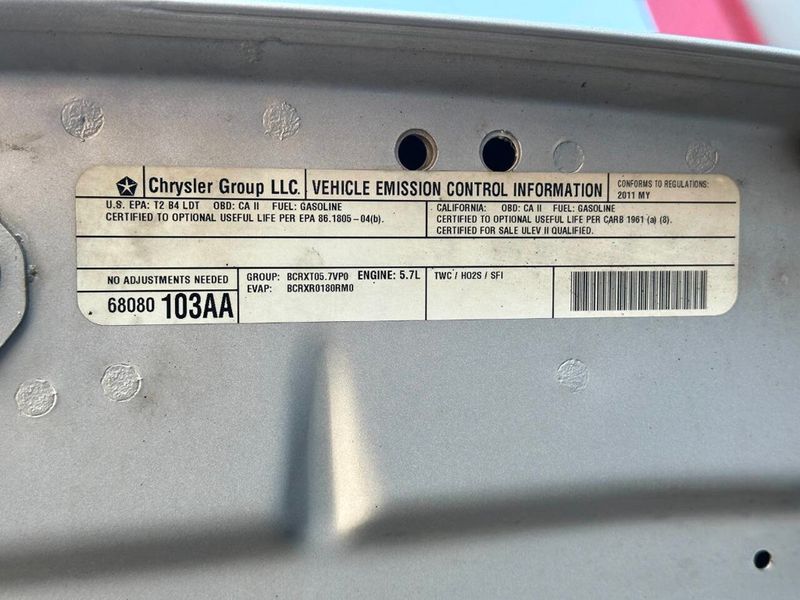 Chrysler Group LLC. VEHICLE EMISSION CONTROL INFORMATION
CONFORMS TO REGULATIONS:
2011 MY
U.S. EPA: T2 B4 LDT OBD: CA II FUEL: GASOLINE
CERTIFIED TO OPTIONAL USEFUL LIFE PER EPA 86.1805-04(b).
CALIFORNIA: OBD: CA II FUEL: GASOLINE
CERTIFIED TO OPTIONAL USEFUL LIFE PER CARB 1961 (a) (8).
CERTIFIED FOR SALE ULEV II QUALIFIED.
NO ADJUSTMENTS NEEDED
68080 103AA
GROUP: BCRXT05.7VP0 ENGINE: 5.7L
EVAP: BCRXR0180RM0
TWC / HO2S / SFI